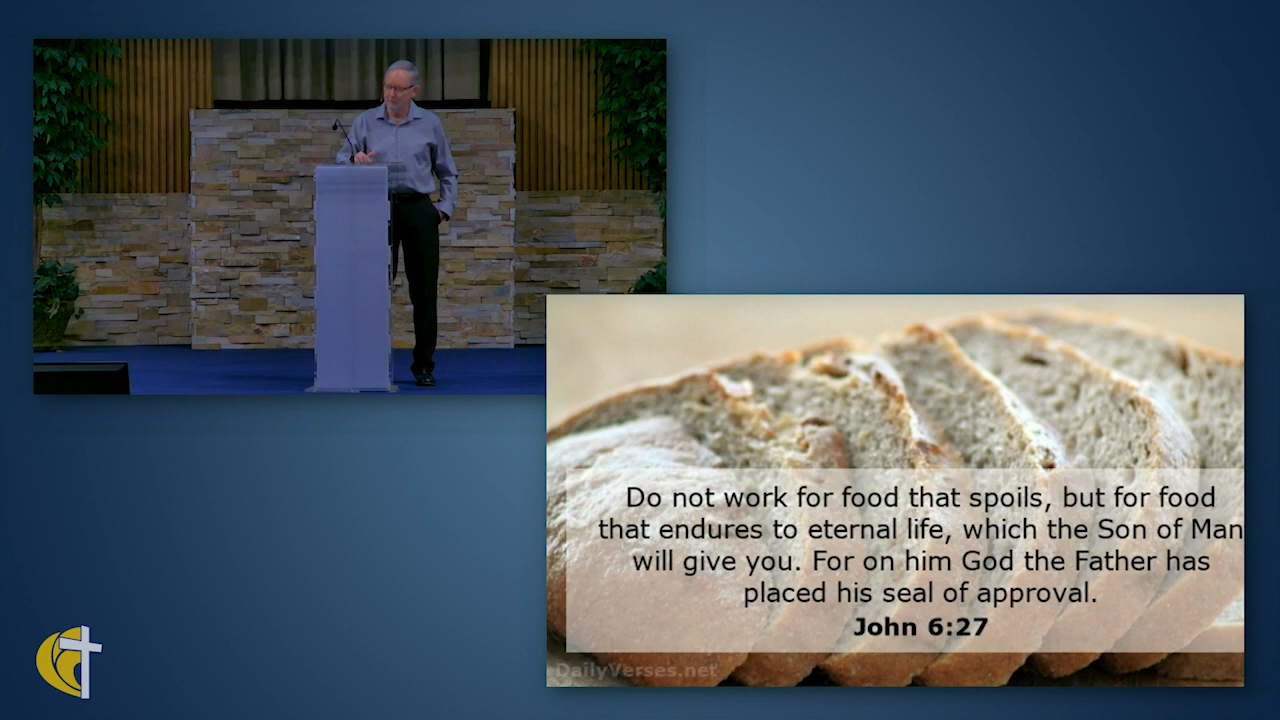 Do not work for food that spoils, but for food
that endures to eternal life, which the Son of Man
will give you. For on him God the Father has
placed his seal of approval.
John 6:27
DailyVerses.net